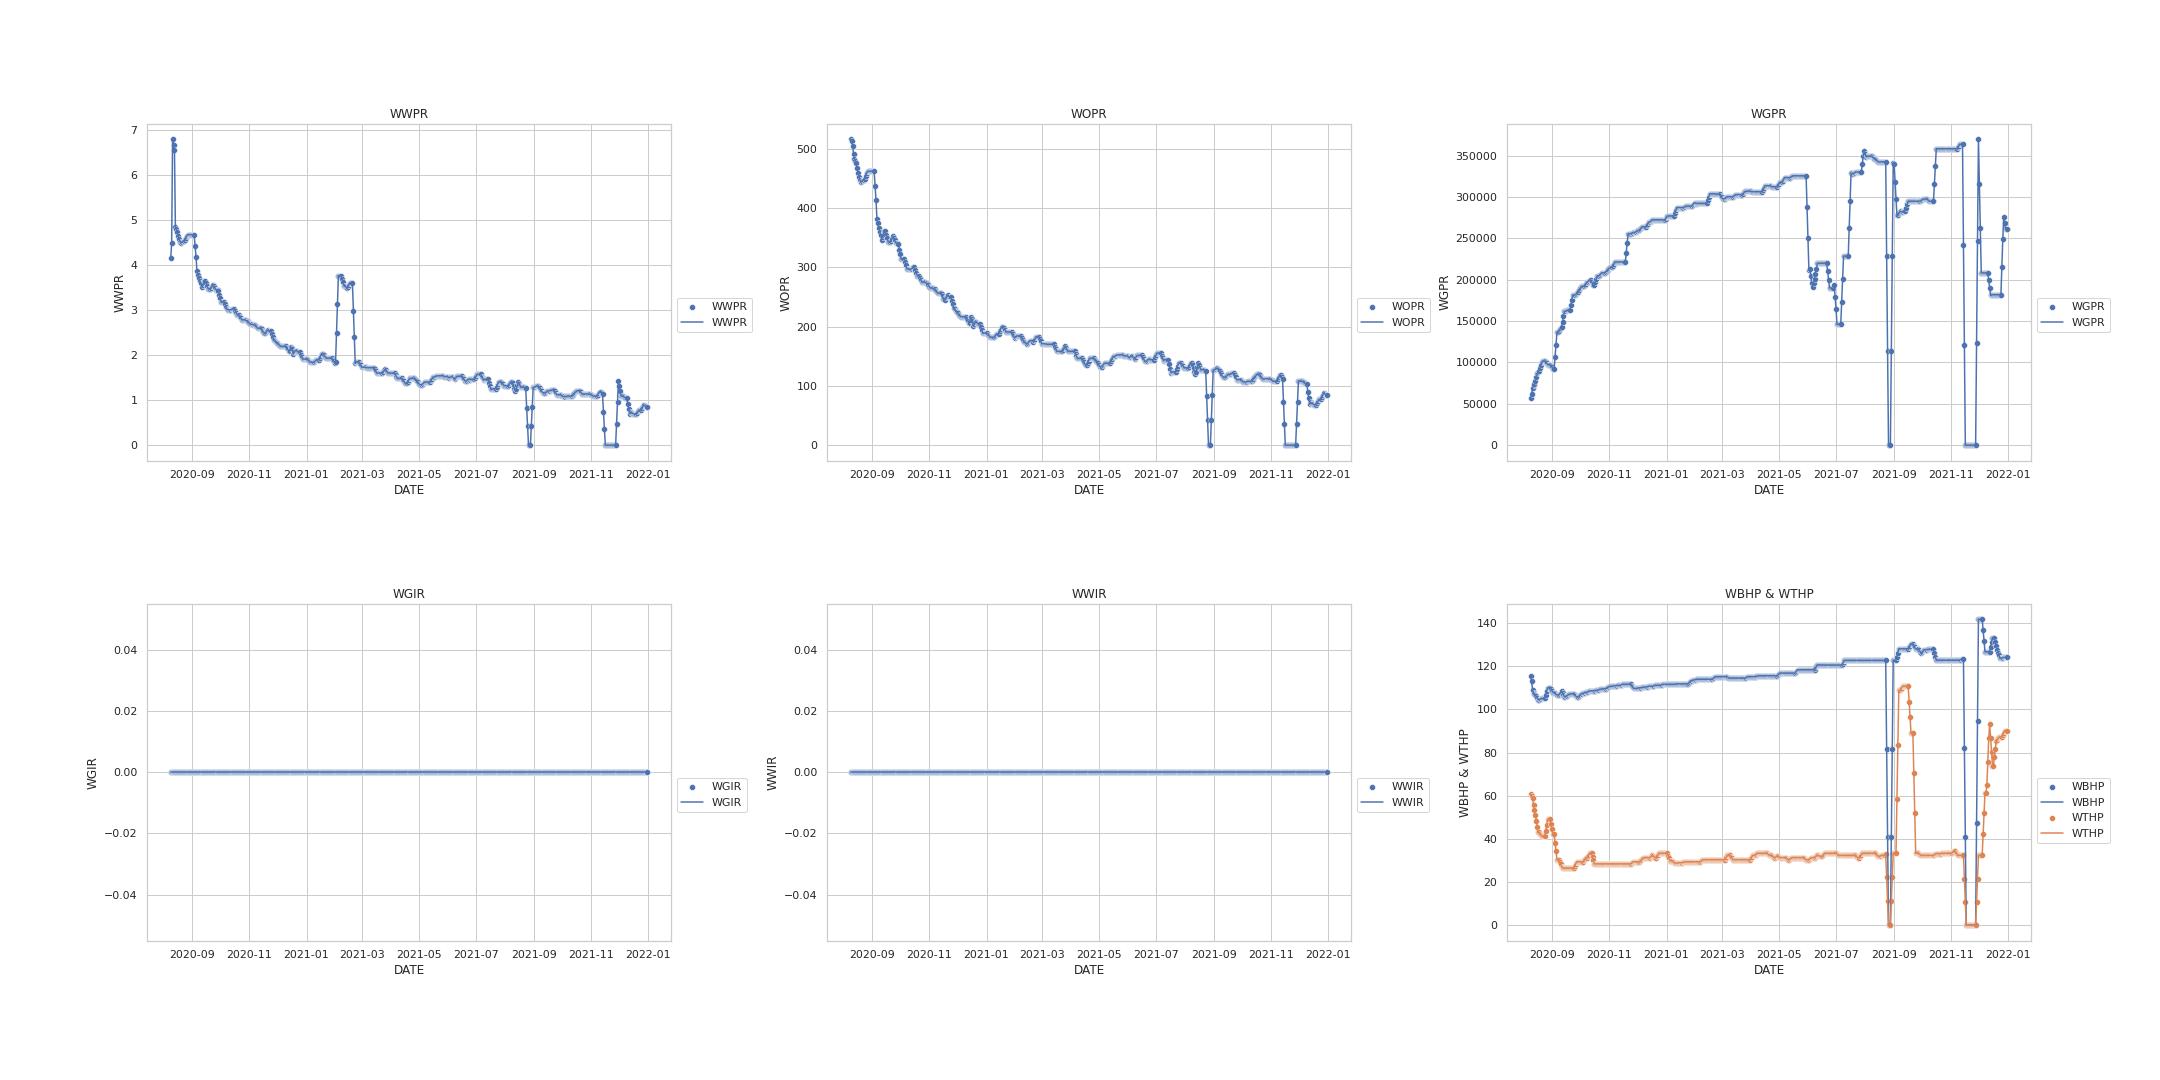 WWPR
WWPR
7
6
5
4
3
2
1
0
2020-09 2020-11 2021-01 2021-03 2021-05 2021-07 2021-09 2021-11 2022-01
DATE
WWPR
WWPR
WOPR
WOPR
500
400
300
200
100
0
2020-09 2020-11 2021-01 2021-03 2021-05 2021-07 2021-09 2021-11 2022-01
DATE
WOPR
WOPR
WGPR
WGPR
350000
300000
250000
200000
150000
100000
50000
0
2020-09 2020-11 2021-01 2021-03 2021-05 2021-07 2021-09 2021-11 2022-01
DATE
WGPR
WGPR
WGIR
WGIR
0.04
0.02
0.00
−0.02
−0.04
2020-09 2020-11 2021-01 2021-03 2021-05 2021-07 2021-09 2021-11 2022-01
DATE
WGIR
WGIR
WWIR
WWIR
0.04
0.02
0.00
−0.02
−0.04
2020-09 2020-11 2021-01 2021-03 2021-05 2021-07 2021-09 2021-11 2022-01
DATE
WWIR
WWIR
WBHP & WTHP
WBHP & WTHP
140
120
100
80
60
40
20
0
2020-09 2020-11 2021-01 2021-03 2021-05 2021-07 2021-09 2021-11 2022-01
DATE
WBHP
WBHP
WTHP
WTHP